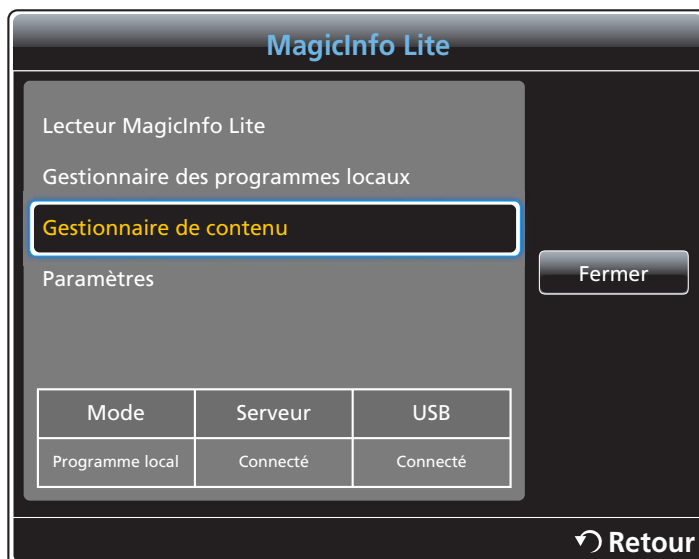 MagicInfo Lite
Lecteur MagicInfo Lite
Gestionnaire des programmes locaux
Gestionnaire de contenu
Paramètres
Fermer
Mode Serveur USB
Programme local Connecté Connecté
Retour